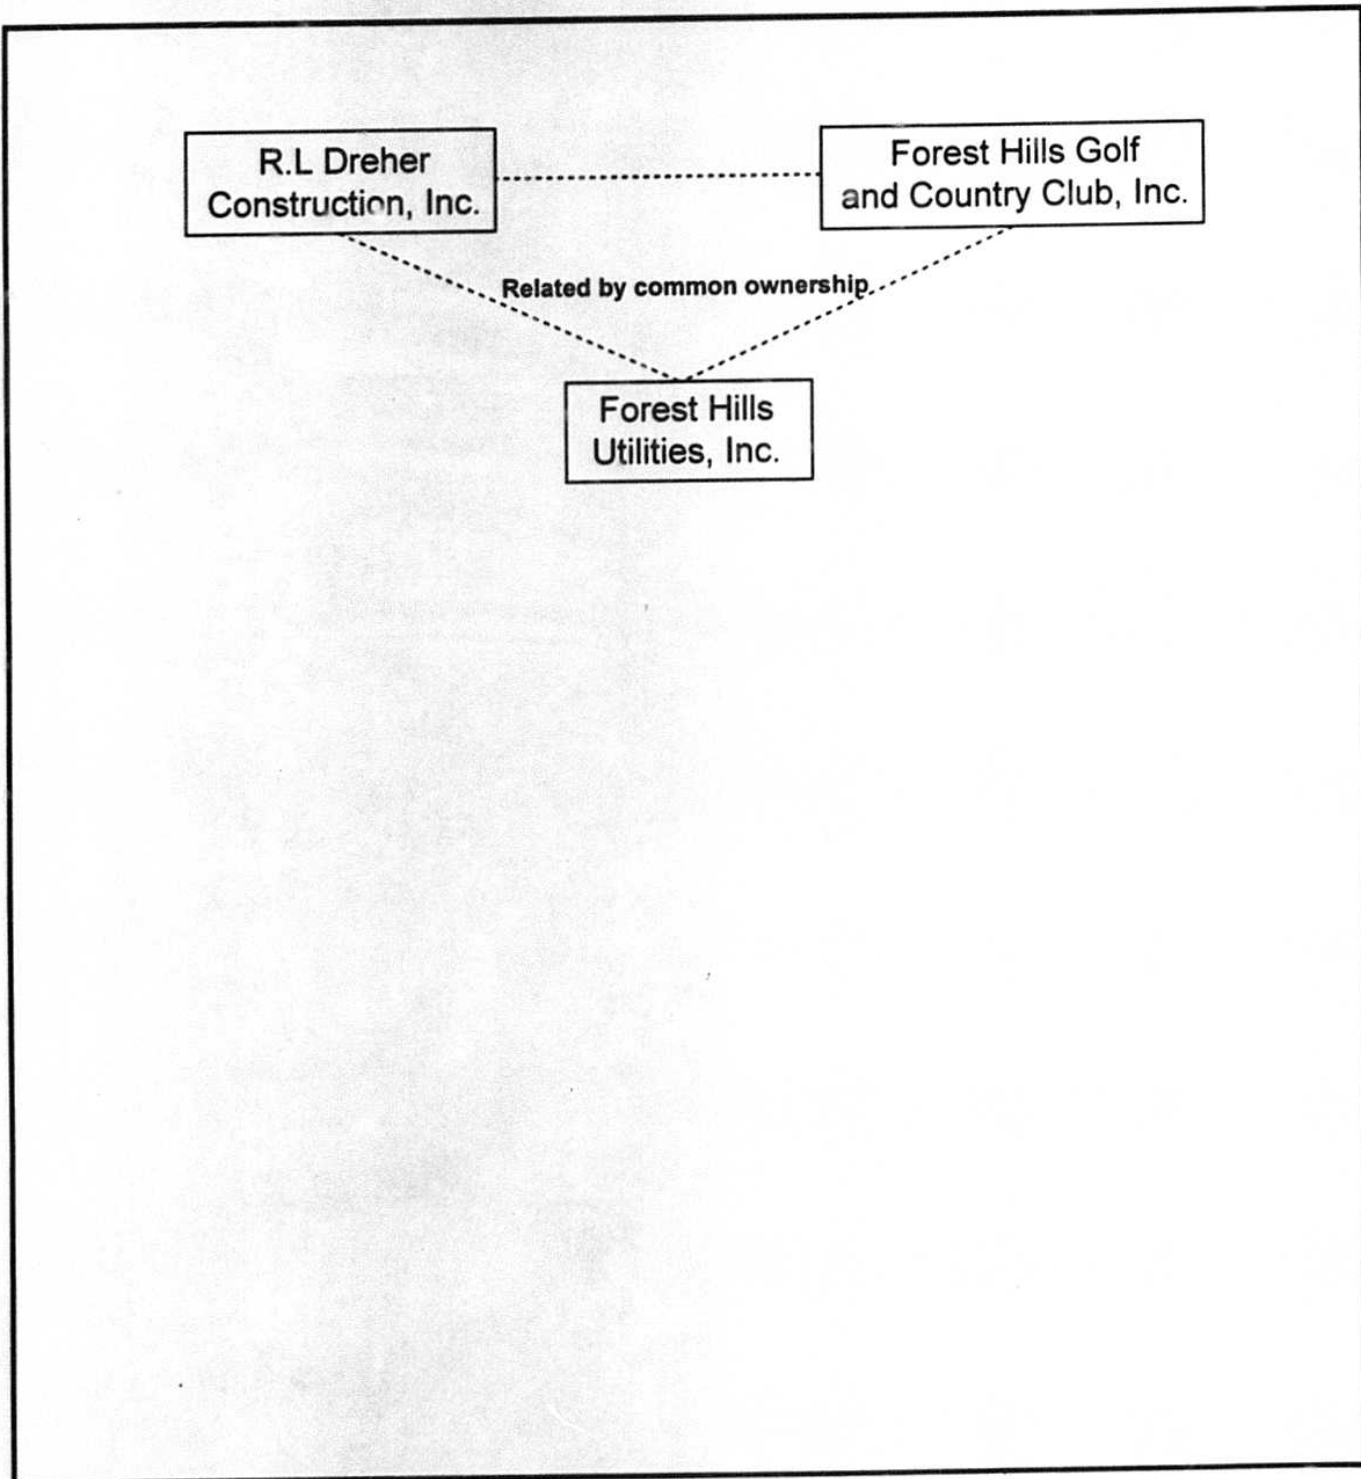 R.L Dreher
Construction, Inc.
Forest Hills Golf
and Country Club, Inc.
Related by common ownership
Forest Hills
Utilities, Inc.